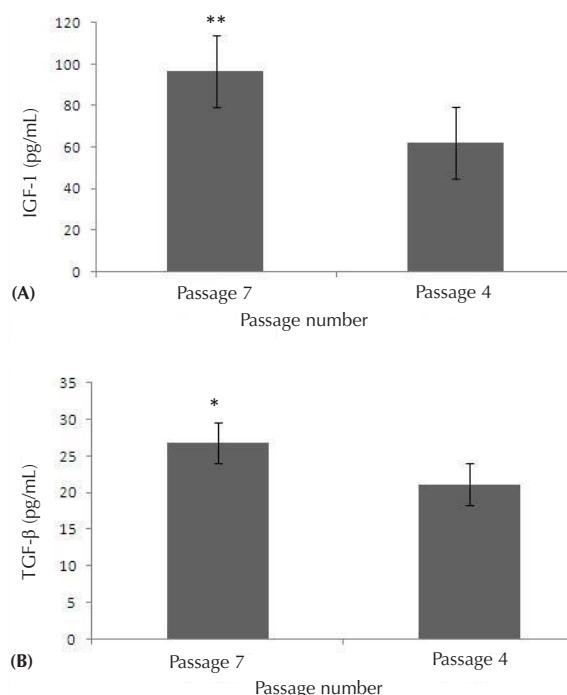 120
**
100
80
60
40
20
0
IGF-1 (pg/mL)
(A)
Passage 7 Passage 4
Passage number
35
30
*
25
20
15
10
5
0
TGF-β (pg/mL)
(B)
Passage 7 Passage 4
Passage number